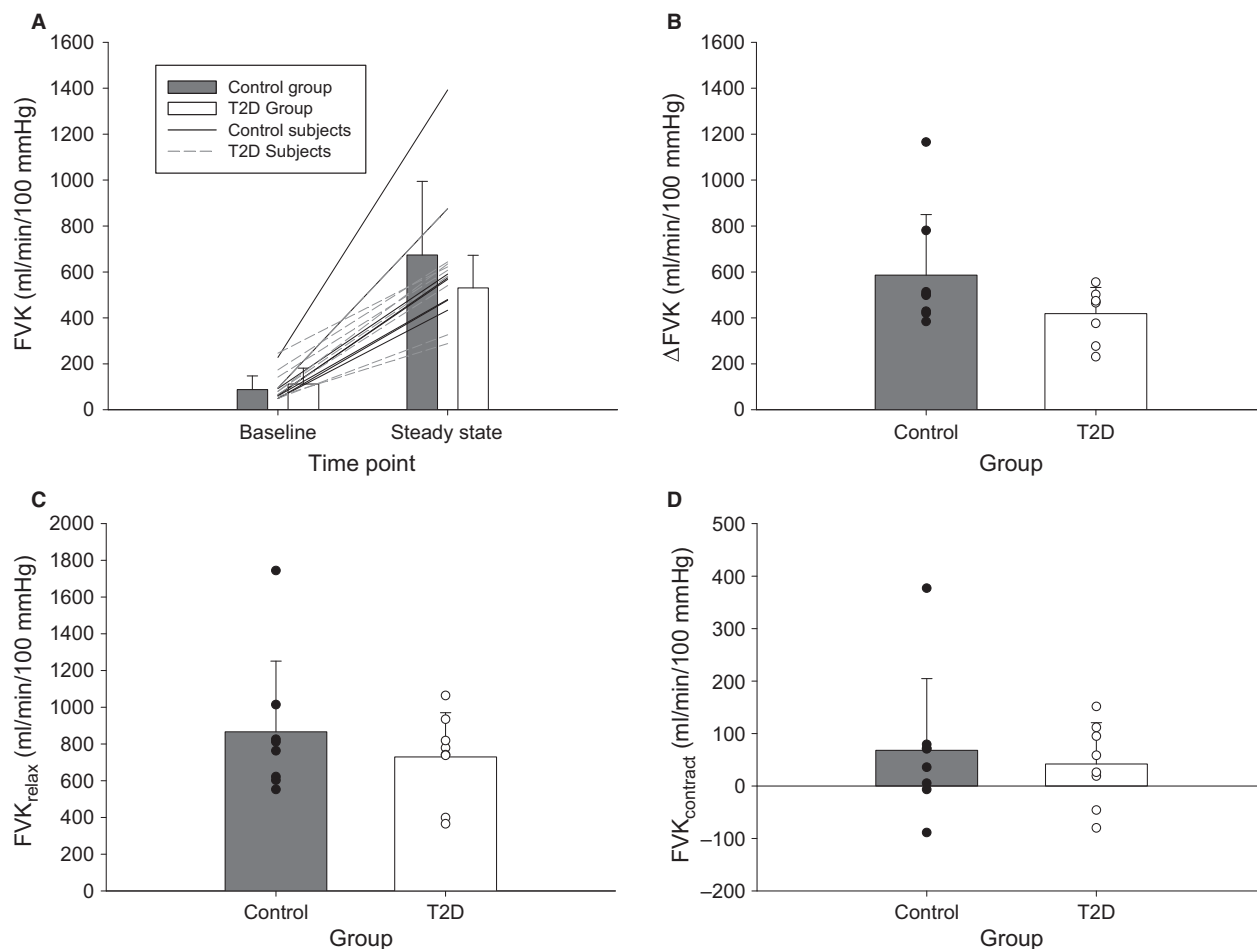 A
FVK (ml/min/100 mmHg)
1600
1400
1200
1000
800
600
400
200
0
Control group
T2D Group
Control subjects
T2D Subjects
Baseline
Steady state
Time point
B
ΔFVK (ml/min/100 mmHg)
1600
1400
1200
1000
800
600
400
200
0
Control
T2D
Group
C
FVKrelax (ml/min/100 mmHg)
2000
1800
1600
1400
1200
1000
800
600
400
200
0
Control
T2D
Group
D
FVKcontract (ml/min/100 mmHg)
500
400
300
200
100
0
–100
–200
Control
T2D
Group